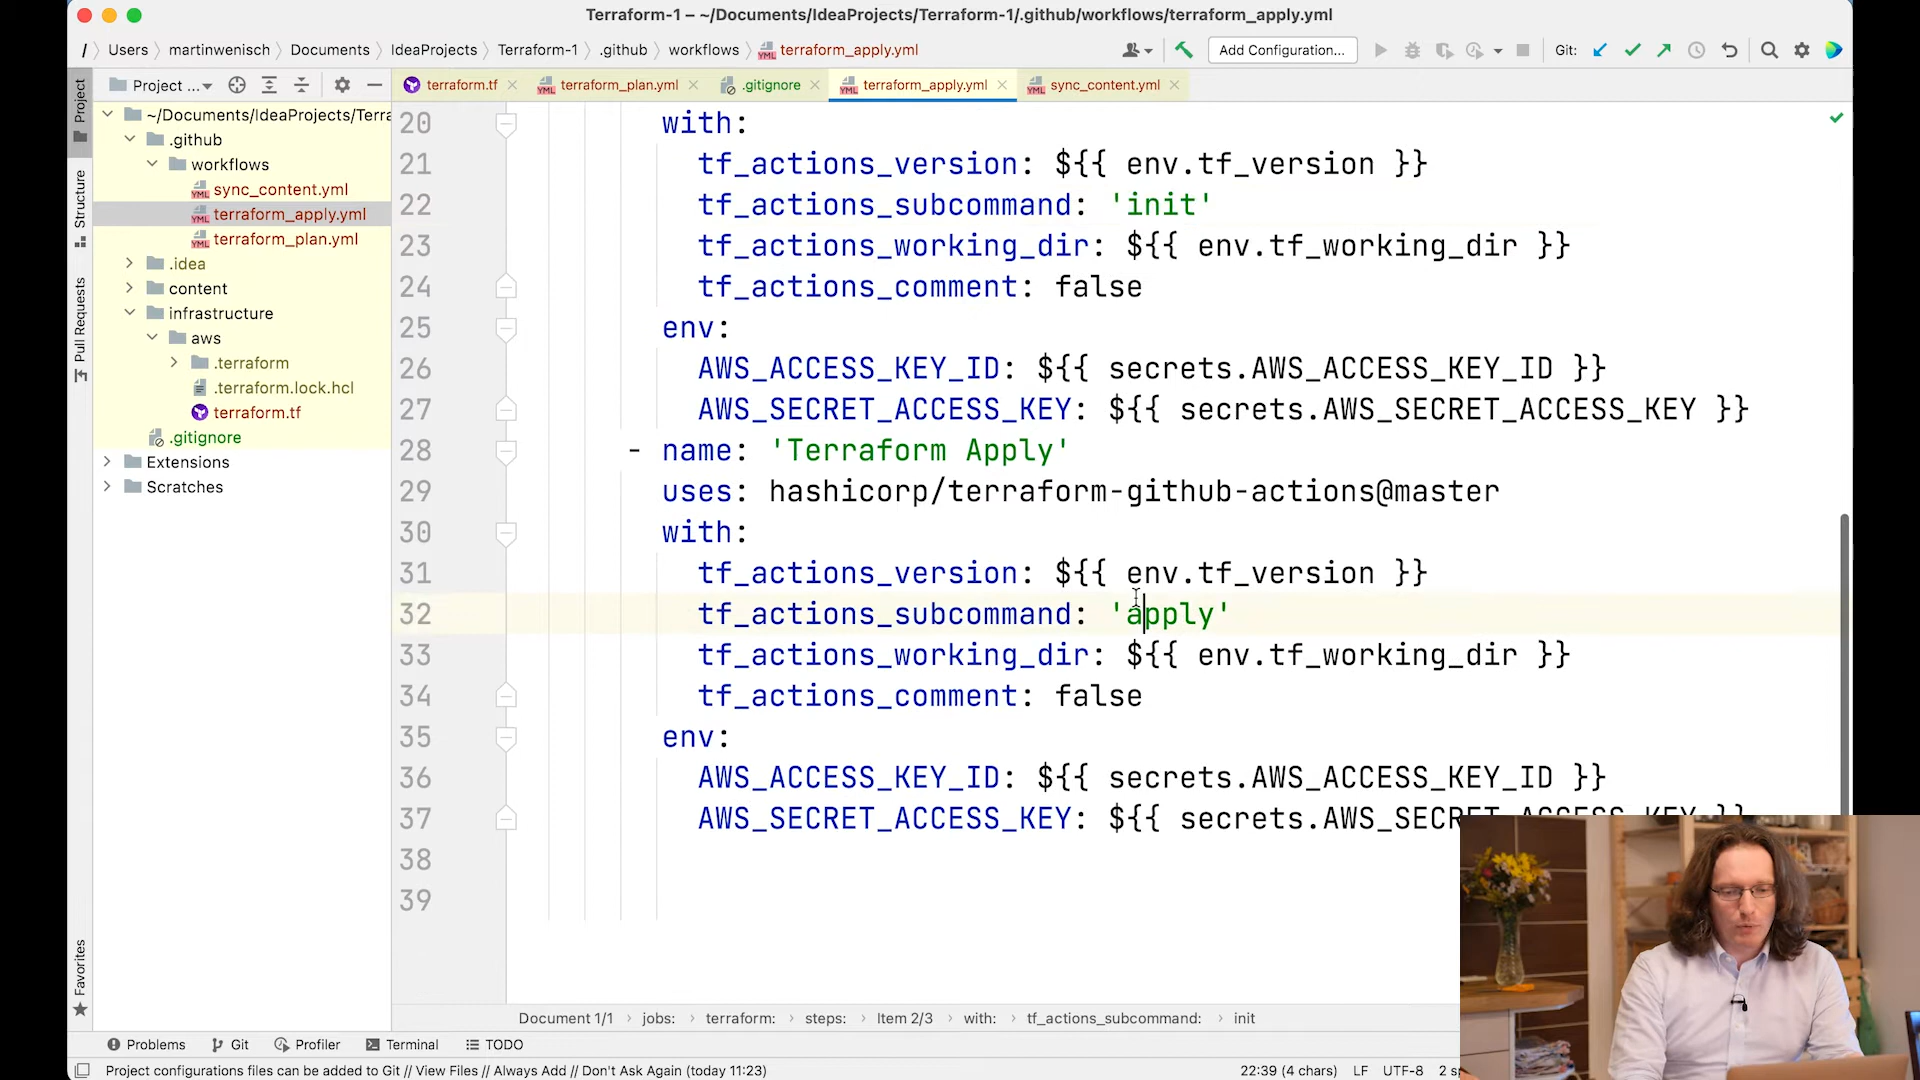 Terraform-1 – ~/Documents/IdeaProjects/Terraform-1/.github/workflows/terraform_apply.yml
/ Users martinwenisch Documents IdeaProjects Terraform-1 .github workflows terraform_apply.yml Add Configuration... Git:
Project ... terraform.tf terraform_plan.yml .gitignore terraform_apply.yml sync_content.yml
Project
Structure
Pull Requests
Favorites
~/Documents/IdeaProjects/Terra
.github
workflows
sync_content.yml
terraform_apply.yml
terraform_plan.yml
.idea
content
infrastructure
aws
.terraform
.terraform.lock.hcl
terraform.tf
.gitignore
Extensions
Scratches
20 with:
21 tf_actions_version: ${{ env.tf_version }}
22 tf_actions_subcommand: 'init'
23 tf_actions_working_dir: ${{ env.tf_working_dir }}
24 tf_actions_comment: false
25 env:
26 AWS_ACCESS_KEY_ID: ${{ secrets.AWS_ACCESS_KEY_ID }}
27 AWS_SECRET_ACCESS_KEY: ${{ secrets.AWS_SECRET_ACCESS_KEY }}
28 - name: 'Terraform Apply'
29 uses: hashicorp/terraform-github-actions@master
30 with:
31 tf_actions_version: ${{ env.tf_version }}
32 tf_actions_subcommand: 'apply'
33 tf_actions_working_dir: ${{ env.tf_working_dir }}
34 tf_actions_comment: false
35 env:
36 AWS_ACCESS_KEY_ID: ${{ secrets.AWS_ACCESS_KEY_ID }}
37 AWS_SECRET_ACCESS_KEY: ${{ secrets.AWS_SECRET_ACCESS_KEY }}
38
39
Document 1/1 jobs: terraform: steps: Item 2/3 with: tf_actions_subcommand: init
Problems Git Profiler Terminal TODO
Project configurations files can be added to Git // View Files // Always Add // Don't Ask Again (today 11:23) 22:39 (4 chars) LF UTF-8 2 s